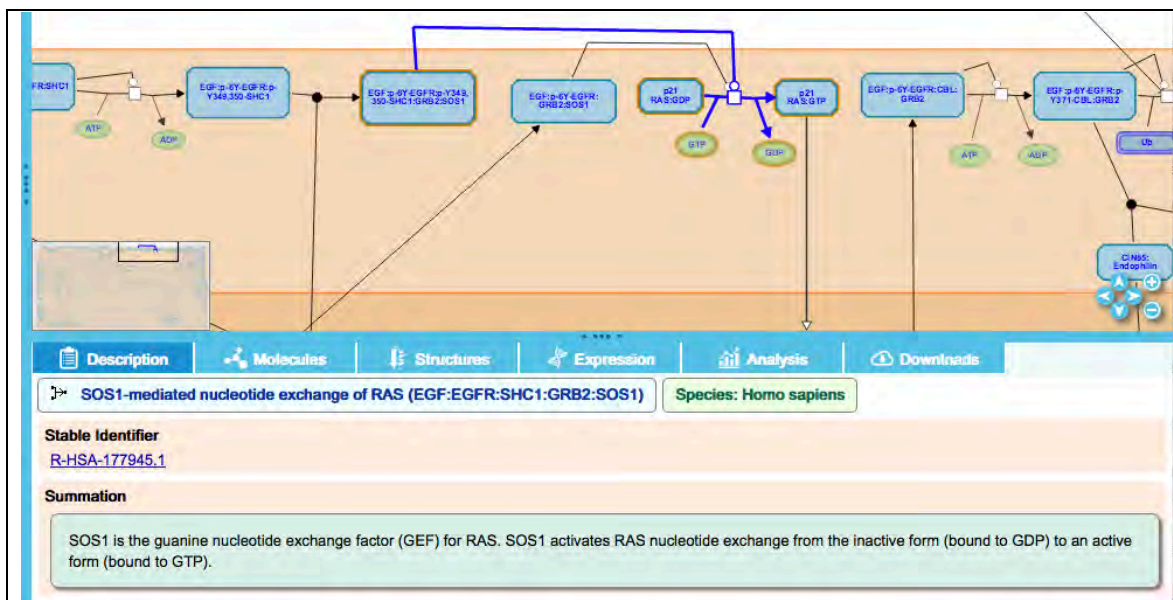 FR:SHC1
ATP
ADP
EGF:p-6Y-EGFR:p-
Y349,350-SHC1
EGF:p-6Y-EGFR:p-Y349,
350-SHC1:GRB2:SOS1
EGF:p-6Y-EGFR:
GRB2:SOS1
p21
RAS:GDP
GTP
GDP
p21
RAS:GTP
EGF:p-6Y-EGFR:CBL:
GRB2
ATP
ADP
EGF:p-6Y-EGFR:p-
Y371-CBL:GRB2
Ub
CIN85:
Endophilin
Description
Molecules
Structures
Expression
Analysis
Downloads
SOS1-mediated nucleotide exchange of RAS (EGF:EGFR:SHC1:GRB2:SOS1)
Species: Homo sapiens
Stable Identifier
R-HSA-177945.1
Summation
SOS1 is the guanine nucleotide exchange factor (GEF) for RAS. SOS1 activates RAS nucleotide exchange from the inactive form (bound to GDP) to an active
form (bound to GTP).